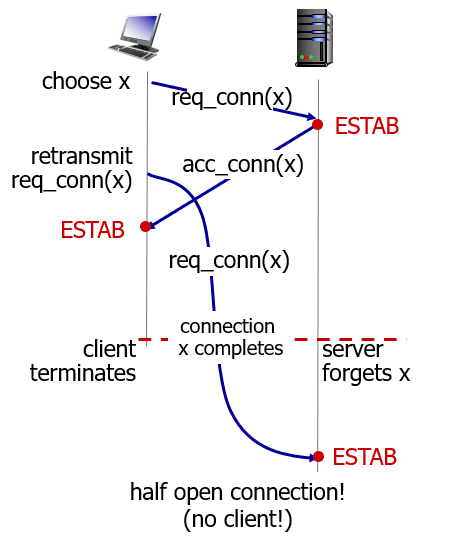 choose x
req_conn(x)
ESTAB
retransmit
req_conn(x)
acc_conn(x)
ESTAB
req_conn(x)
connection
x completes
client
terminates
server
forgets x
ESTAB
half open connection!
(no client!)